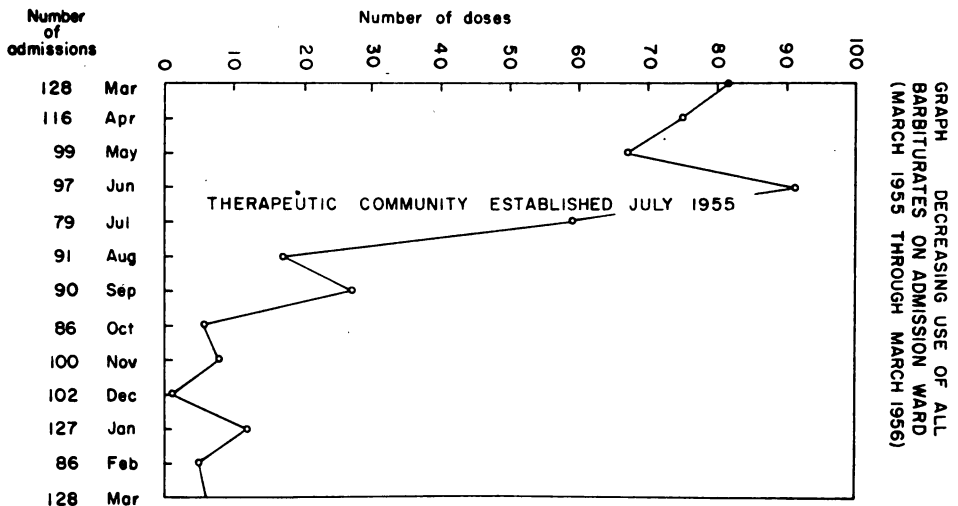 Number
of
admissions
Number of doses
0 10 20 30 40 50 60 70 80 90 100
128 Mar
116 Apr
99 May
97 Jun
THERAPEUTIC COMMUNITY ESTABLISHED JULY 1955
79 Jul
91 Aug
90 Sep
86 Oct
100 Nov
102 Dec
127 Jan
86 Feb
128 Mar
GRAPH DECREASING USE OF ALL
BARBITURATES ON ADMISSION WARD
(MARCH 1955 THROUGH MARCH 1956)